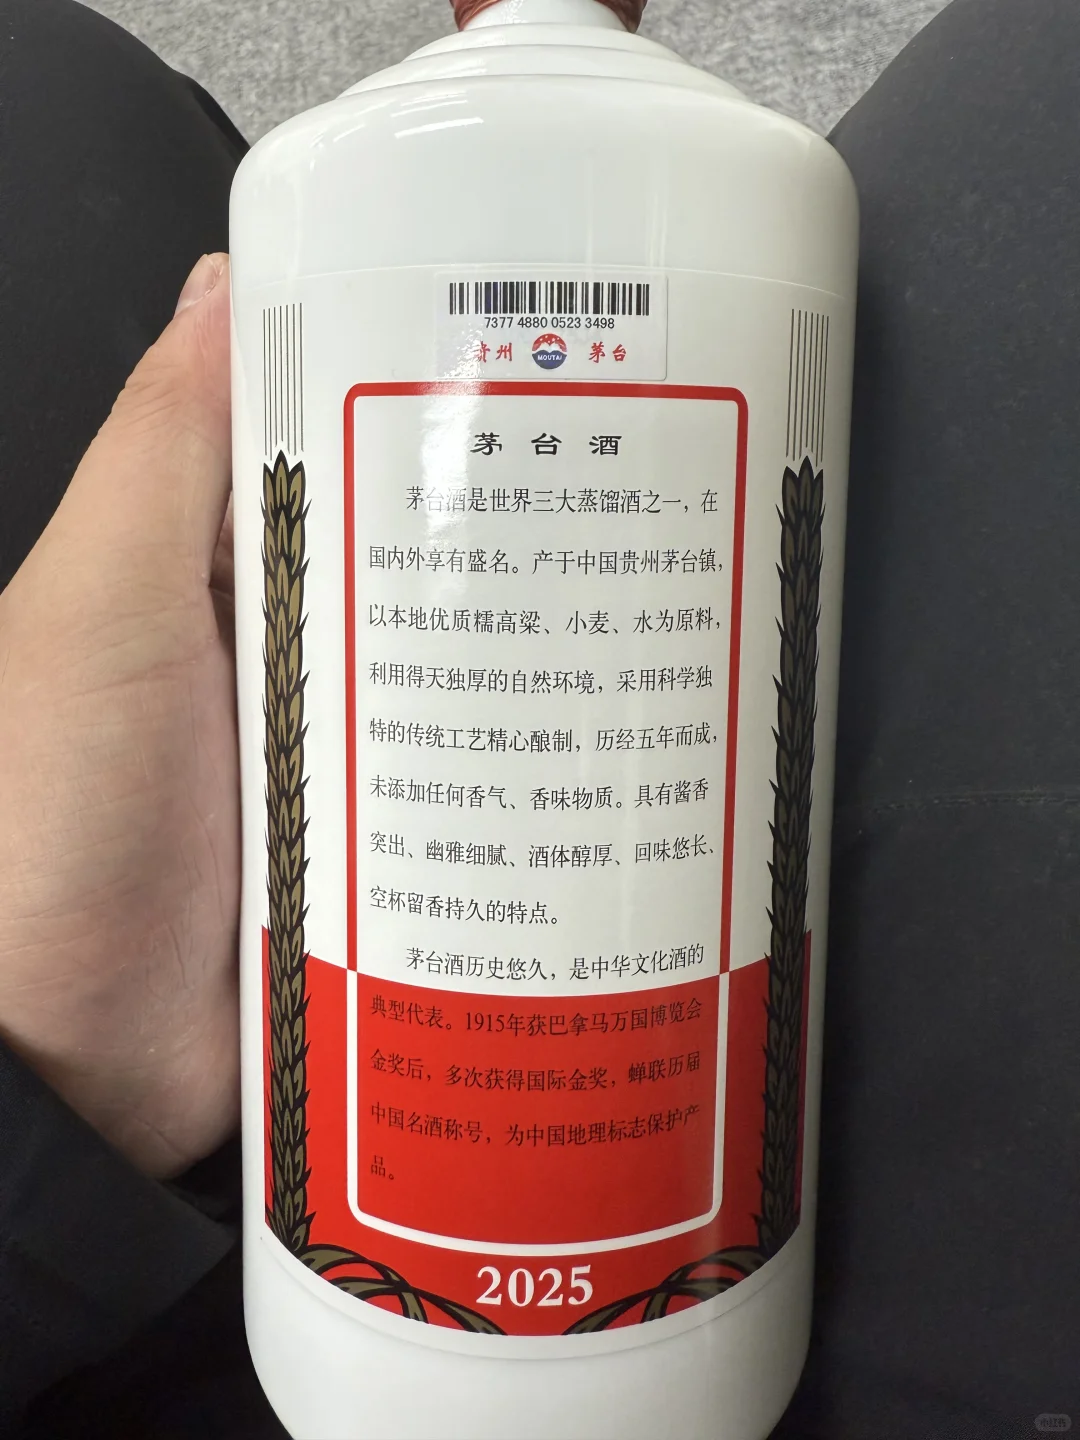 7377 4880 0523 3498
贵州 MOUTAI 茅台
茅台酒
茅台酒是世界三大蒸馏酒之一，在
国内外享有盛名。产于中国贵州茅台镇，
以本地优质糯高粱、小麦、水为原料，
利用得天独厚的自然环境，采用科学独
特的传统工艺精心酿制，历经五年而成，
未添加任何香气、香味物质。具有酱香
突出、幽雅细腻、酒体醇厚、回味悠长、
空杯留香持久的特点。
茅台酒历史悠久，是中华文化酒的
典型代表。1915年获巴拿马万国博览会
金奖后，多次获得国际金奖，蝉联历届
中国名酒称号，为中国地理标志保护产
品。
2025
小红书